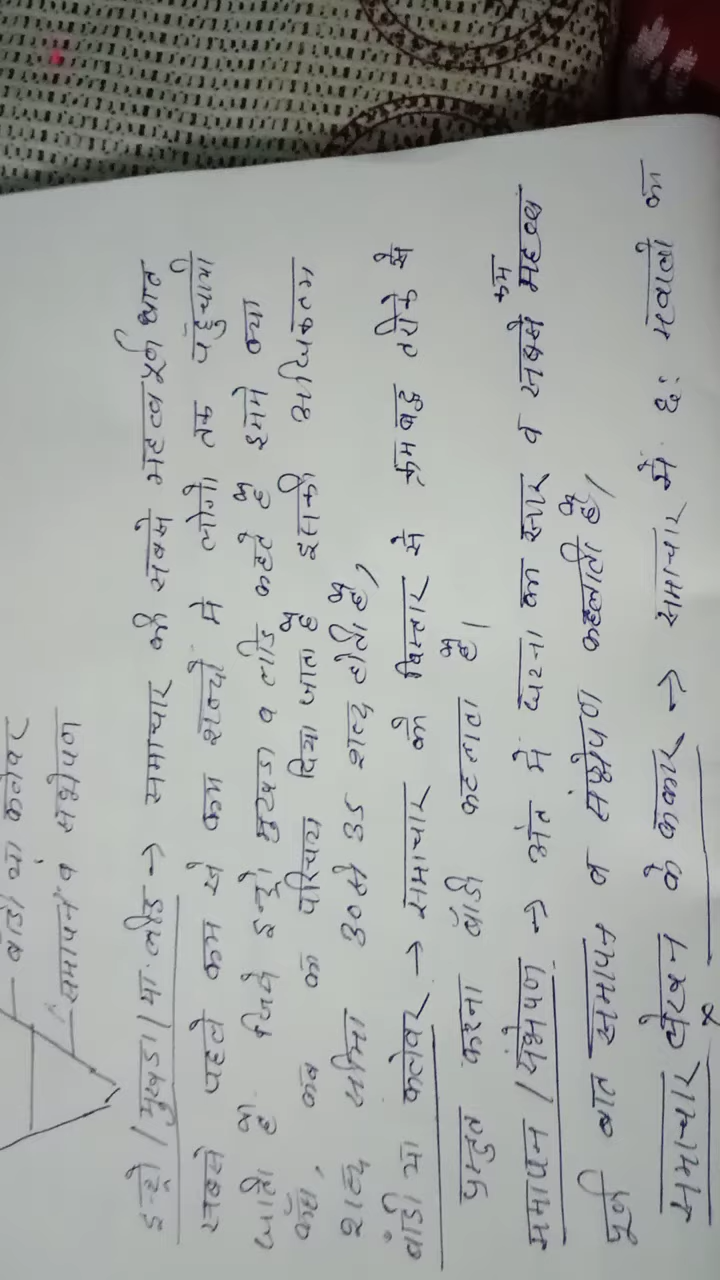 बॉडी या कलेवर
समापन व संक्षेपण
इन्ट्रो / मुखड़ा / या. लीड → समाचार की सबसे महत्वपूर्ण बात
सबसे पहले कम से कम शब्दों मे लोगो तक पहुँचायी
जाती है जिसे इन्ट्रो मुखड़ा व लीड कहते है इसमे क्या
कौन, कब का परिचय दिया जाता है इसकी अधिकतम
शब्द सीमा 30 से 35 शब्द होती है,
बॉडी या कलेवर → समाचार को विस्तार से क्रमबद्ध तरीके से
प्रस्तुत करना बॉडी कहलाता है।
समापन / संक्षेपण → अंत मे घटना का सार व सबसे कम महत्व
पूर्ण बात समापन व संक्षेपण कहलाती है,
समाचार लेखन के ककार → समाचार मे छः सवालो का